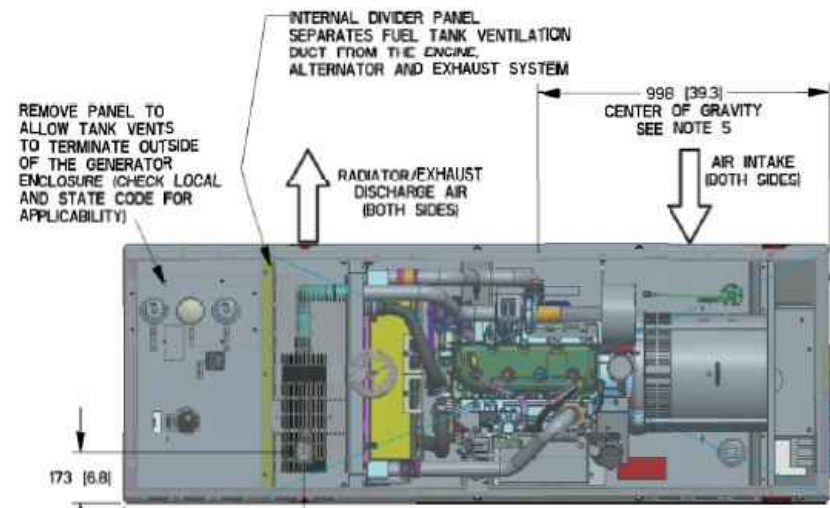 INTERNAL DIVIDER PANEL
SEPARATES FUEL TANK VENTILATION
DUCT FROM THE ENGINE,
ALTERNATOR AND EXHAUST SYSTEM
998 [39.3]
CENTER OF GRAVITY
SEE NOTE 5
REMOVE PANEL TO
ALLOW TANK VENTS
TO TERMINATE OUTSIDE
OF THE GENERATOR
ENCLOSURE (CHECK LOCAL
AND STATE CODE FOR
APPLICABILITY)
RADIATOR/EXHAUST
DISCHARGE AIR
(BOTH SIDES)
AIR INTAKE
(BOTH SIDES)
173 [6.8]